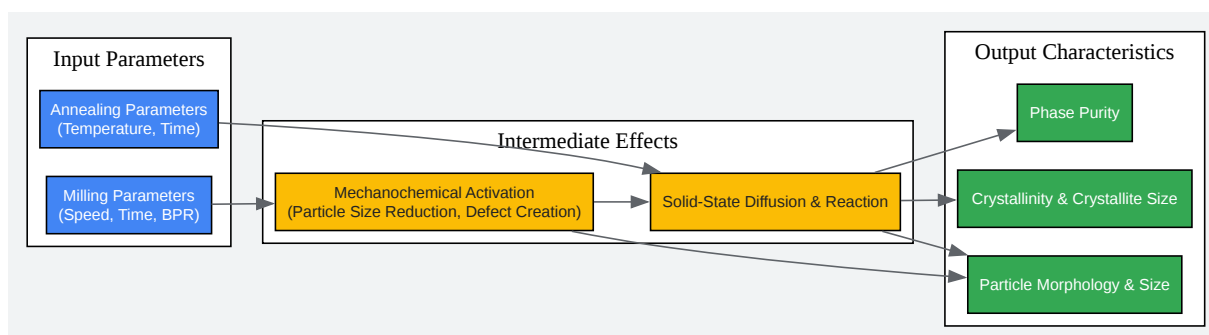 Input Parameters
Annealing Parameters
(Temperature, Time)
Milling Parameters
(Speed, Time, BPR)
Intermediate Effects
Mechanochemical Activation
(Particle Size Reduction, Defect Creation)
Solid-State Diffusion & Reaction
Output Characteristics
Phase Purity
Crystallinity & Crystallite Size
Particle Morphology & Size